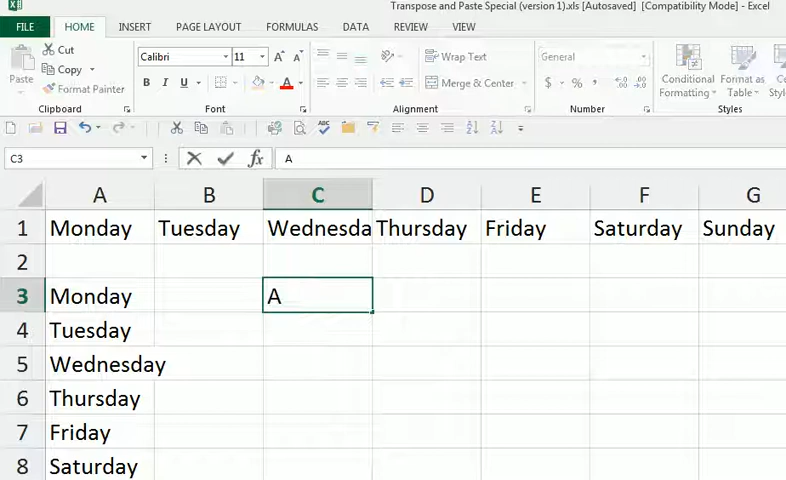 Transpose and Paste Special (version 1).xls [Autosaved] [Compatibility Mode] - Excel
FILE HOME INSERT PAGE LAYOUT FORMULAS DATA REVIEW VIEW
Cut
Copy
Format Painter
Paste
Calibri 11
B I U A
Wrap Text
Merge & Center
General
$ % ,
Conditional Formatting
Format as Table
Clipboard Font Alignment Number Styles
C3 fx A
A B C D E F G
1 Monday Tuesday Wednesda Thursday Friday Saturday Sunday
2
3 Monday A
4 Tuesday
5 Wednesday
6 Thursday
7 Friday
8 Saturday